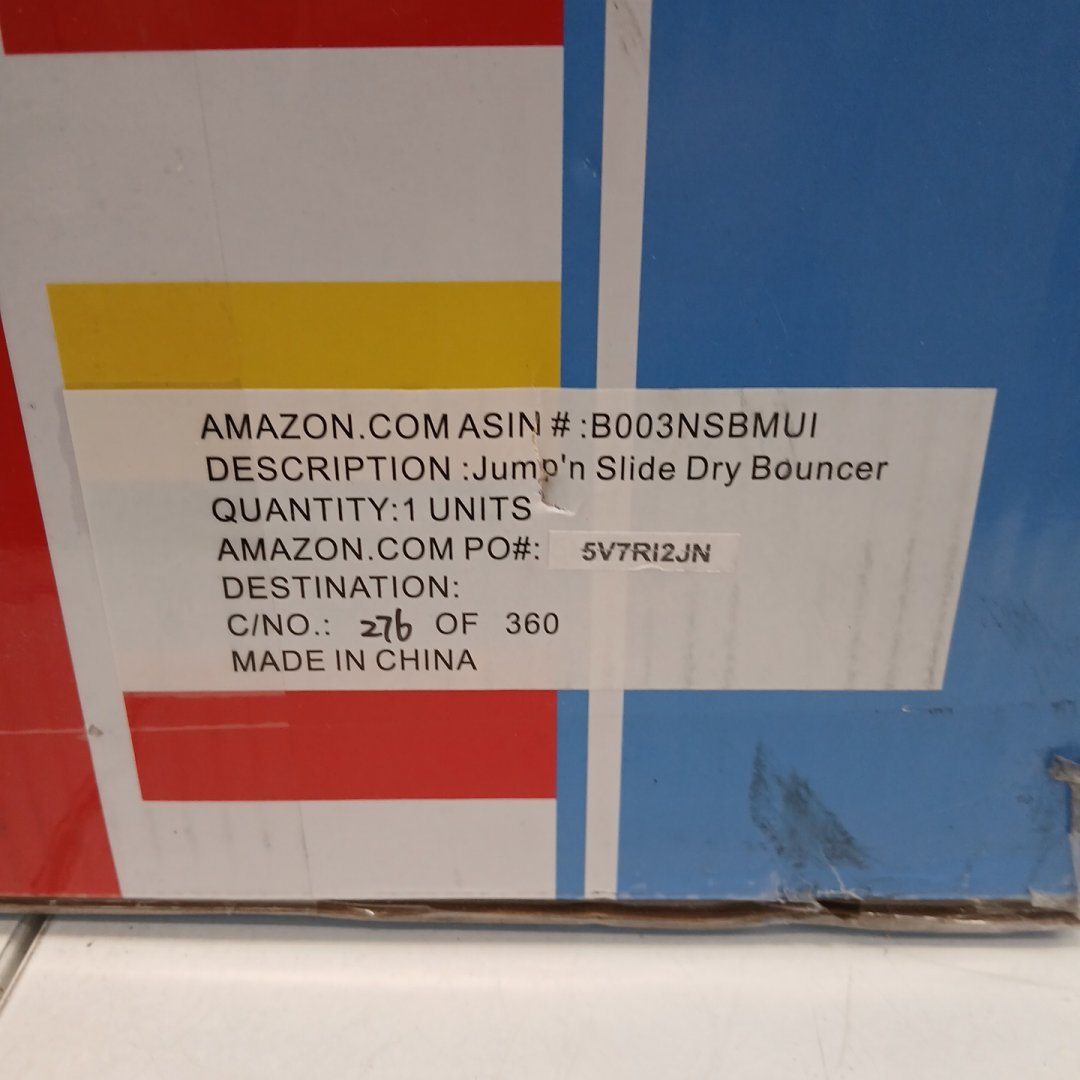 AMAZON.COM ASIN # :B003NSBMUI
DESCRIPTION :Jump'n Slide Dry Bouncer
QUANTITY:1 UNITS
AMAZON.COM PO#: 5V7RI2JN
DESTINATION:
C/NO.: 276 OF 360
MADE IN CHINA